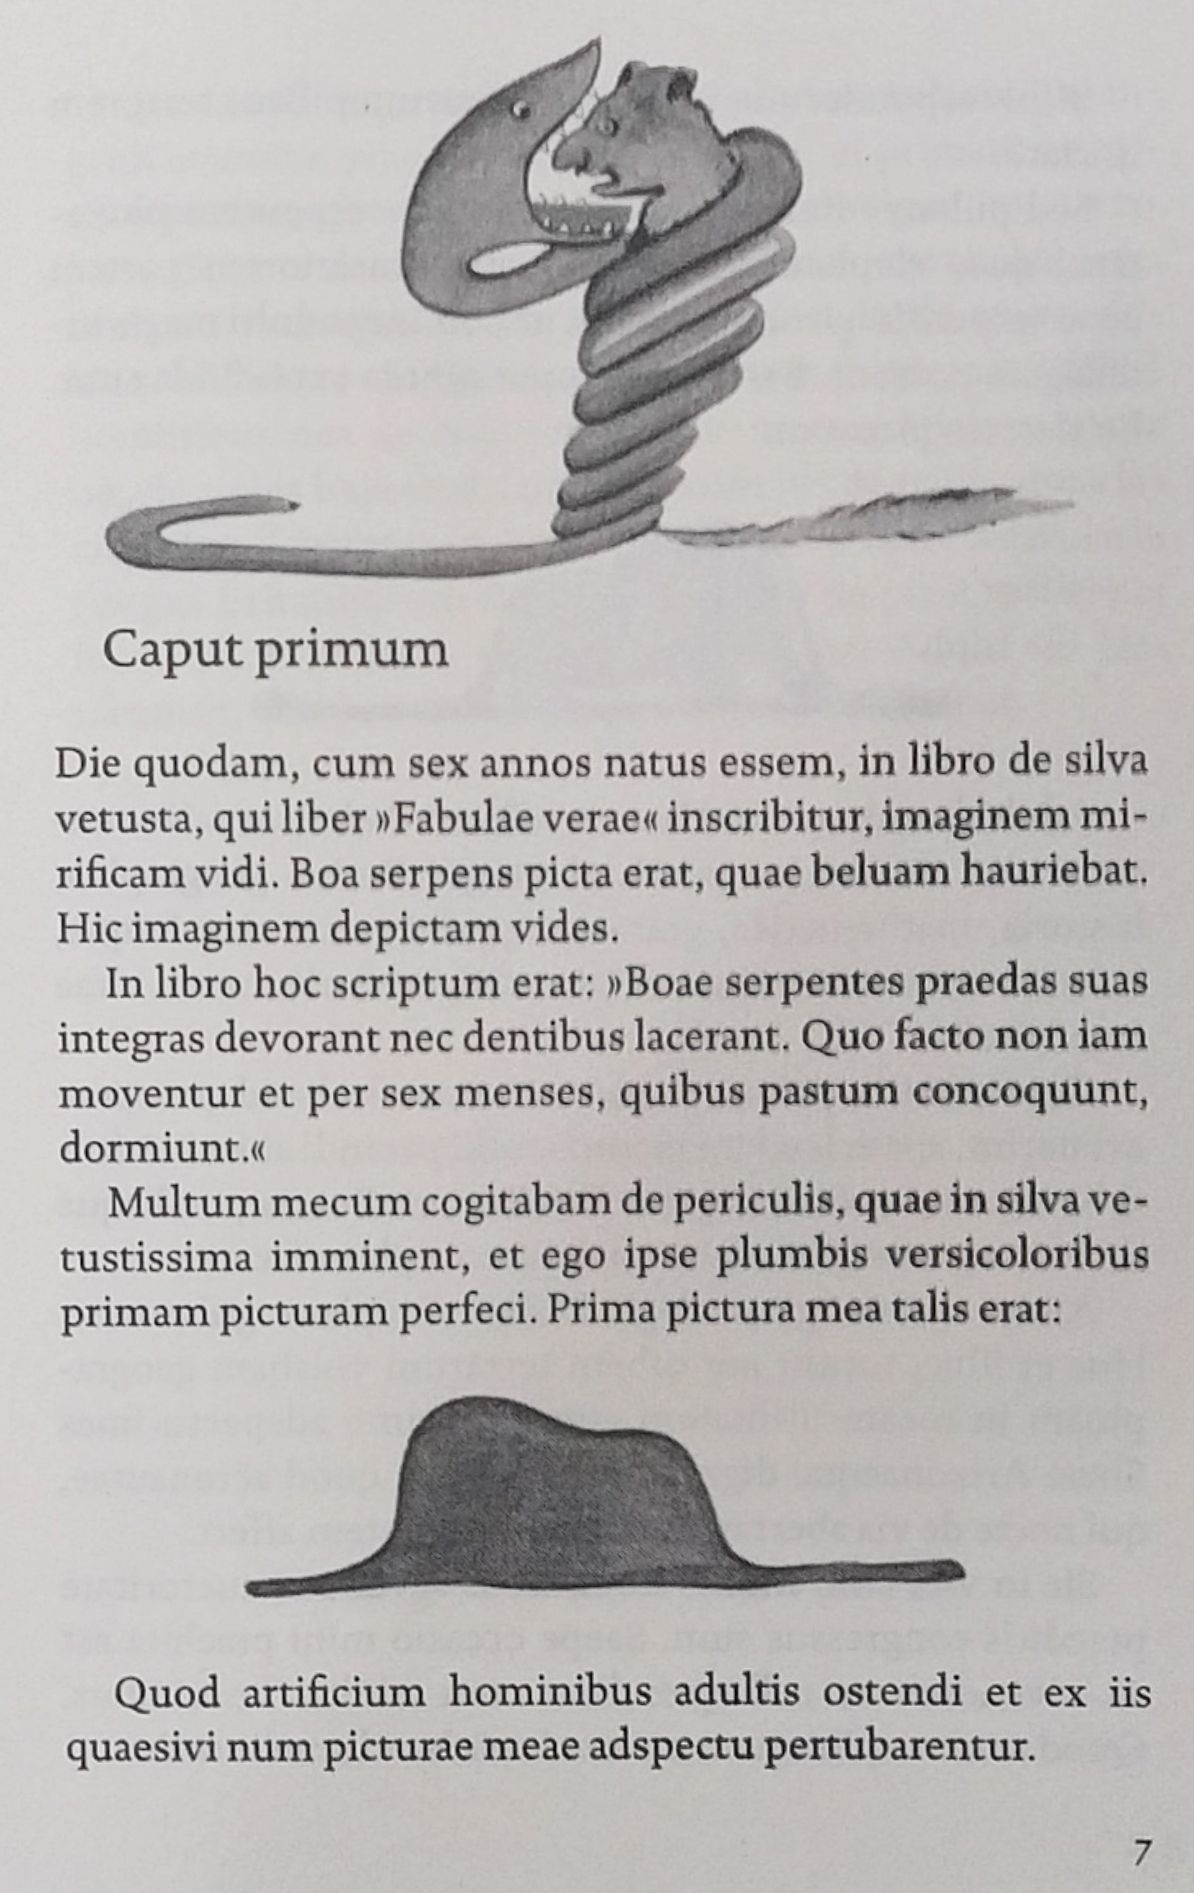 Caput primum
Die quodam, cum sex annos natus essem, in libro de silva
vetusta, qui liber »Fabulae verae« inscribitur, imaginem mi-
rificam vidi. Boa serpens picta erat, quae beluam hauriebat.
Hic imaginem depictam vides.
In libro hoc scriptum erat: »Boae serpentes praedas suas
integras devorant nec dentibus lacerant. Quo facto non iam
moventur et per sex menses, quibus pastum concoquunt,
dormiunt.«
Multum mecum cogitabam de periculis, quae in silva ve-
tustissima imminent, et ego ipse plumbis versicoloribus
primam picturam perfeci. Prima pictura mea talis erat:
Quod artificium hominibus adultis ostendi et ex iis
quaesivi num picturae meae adspectu pertubarentur.
7